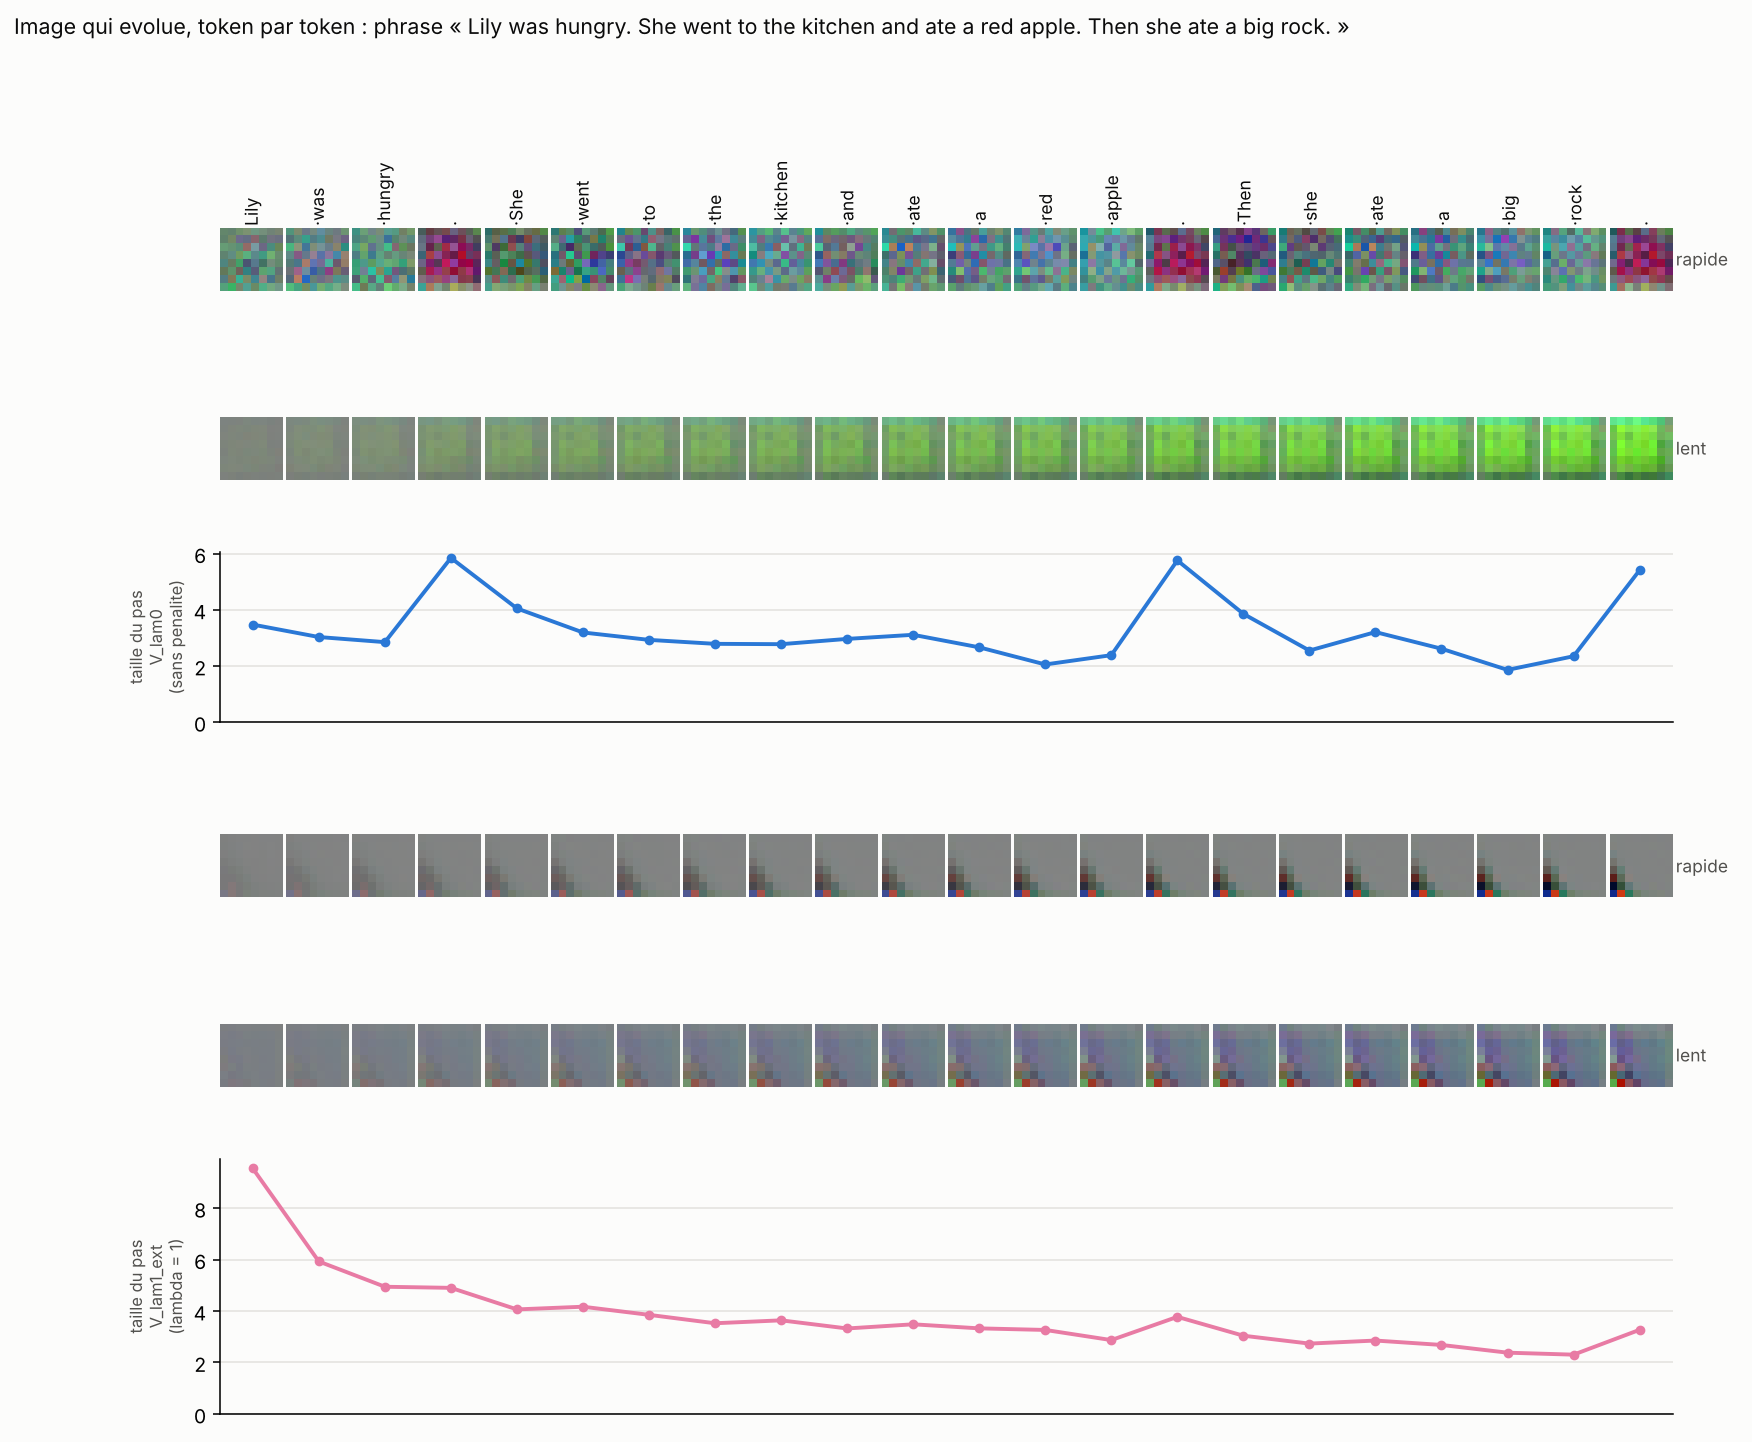 Image qui evolue, token par token : phrase « Lily was hungry. She went to the kitchen and ate a red apple. Then she ate a big rock. »
Lily ·was ·hungry . ·She ·went ·to ·the ·kitchen ·and ·ate ·a ·red ·apple . ·Then ·she ·ate ·a ·big ·rock .
rapide
lent
taille du pas
V_lam0
(sans penalite)
6
4
2
0
rapide
lent
taille du pas
V_lam1_ext
(lambda = 1)
8
6
4
2
0